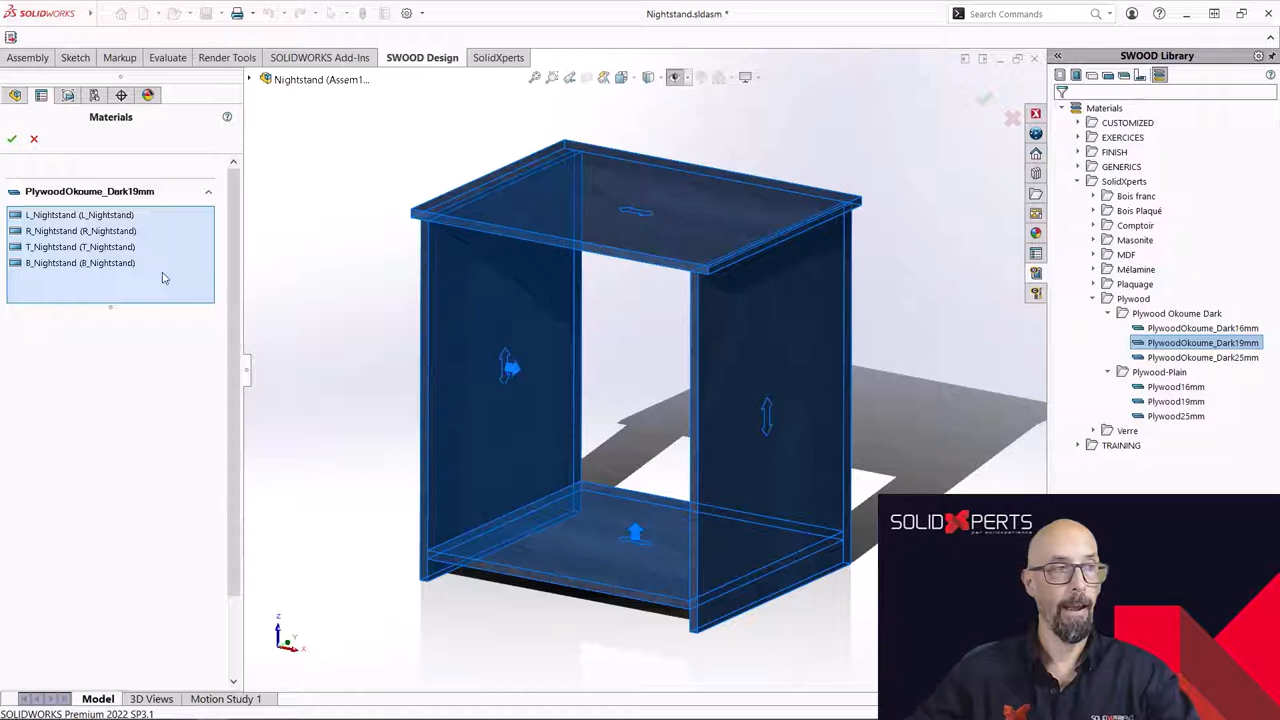 SOLIDWORKS
Nightstand.sldasm *
Search Commands
Assembly
Sketch
Markup
Evaluate
Render Tools
SOLIDWORKS Add-Ins
SWOOD Design
SolidXperts
SWOOD Library
Nightstand (Assem1...
Materials
PlywoodOkoume_Dark19mm
L_Nightstand (L_Nightstand)
R_Nightstand (R_Nightstand)
T_Nightstand (T_Nightstand)
B_Nightstand (B_Nightstand)
Materials
CUSTOMIZED
EXERCICES
FINISH
GENERICS
SolidXperts
Bois franc
Bois Plaqué
Comptoir
Masonite
MDF
Mélamine
Plaquage
Plywood
Plywood Okoume Dark
PlywoodOkoume_Dark16mm
PlywoodOkoume_Dark19mm
PlywoodOkoume_Dark25mm
Plywood-Plain
Plywood16mm
Plywood19mm
Plywood25mm
Verre
TRAINING
Z
Y
X
SOLIDXPERTS
par solidxperience
SOLIDXPERTS
Model
3D Views
Motion Study 1
SOLIDWORKS Premium 2022 SP3.1